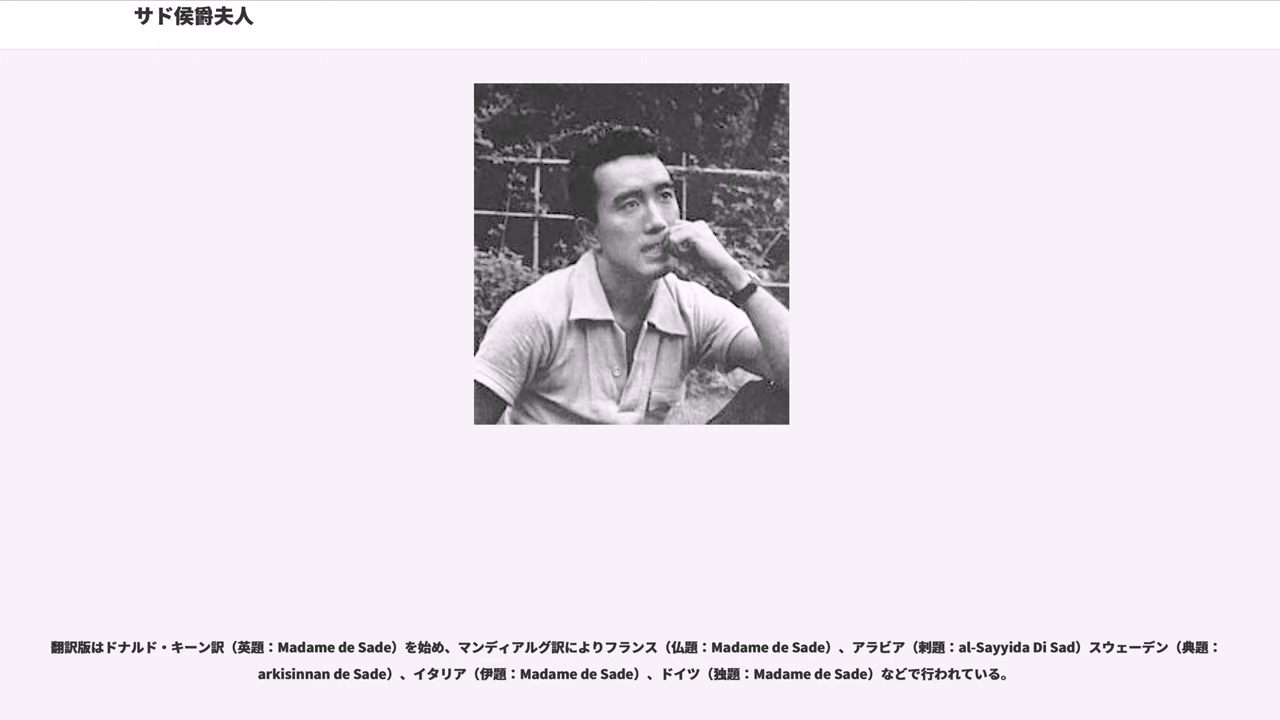 サド侯爵夫人
翻訳版はドナルド・キーン訳（英題：Madame de Sade）を始め、マンディアルグ訳によりフランス（仏題：Madame de Sade）、アラビア（剌題：al-Sayyida Di Sad）スウェーデン（典題：
arkisinnan de Sade）、イタリア（伊題：Madame de Sade）、ドイツ（独題：Madame de Sade）などで行われている。